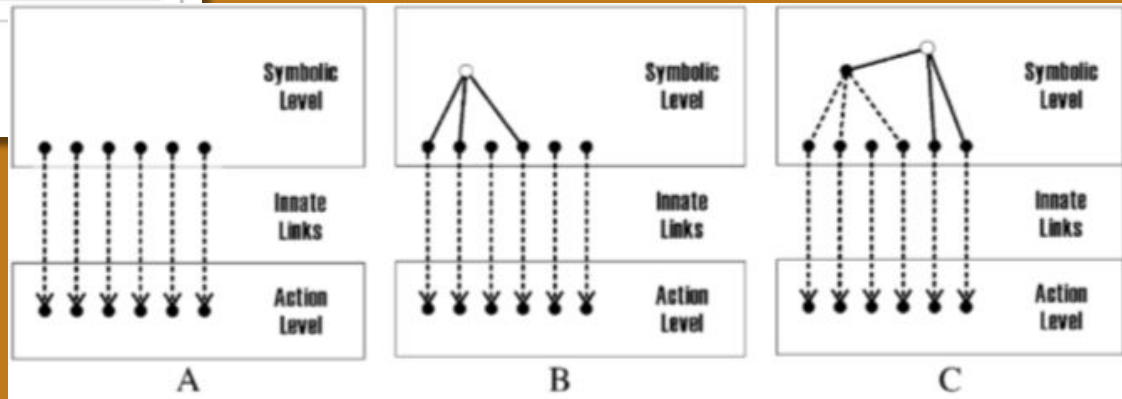 Symbolic
Level
Innate
Links
Action
Level
A
Symbolic
Level
Innate
Links
Action
Level
B
Symbolic
Level
Innate
Links
Action
Level
C